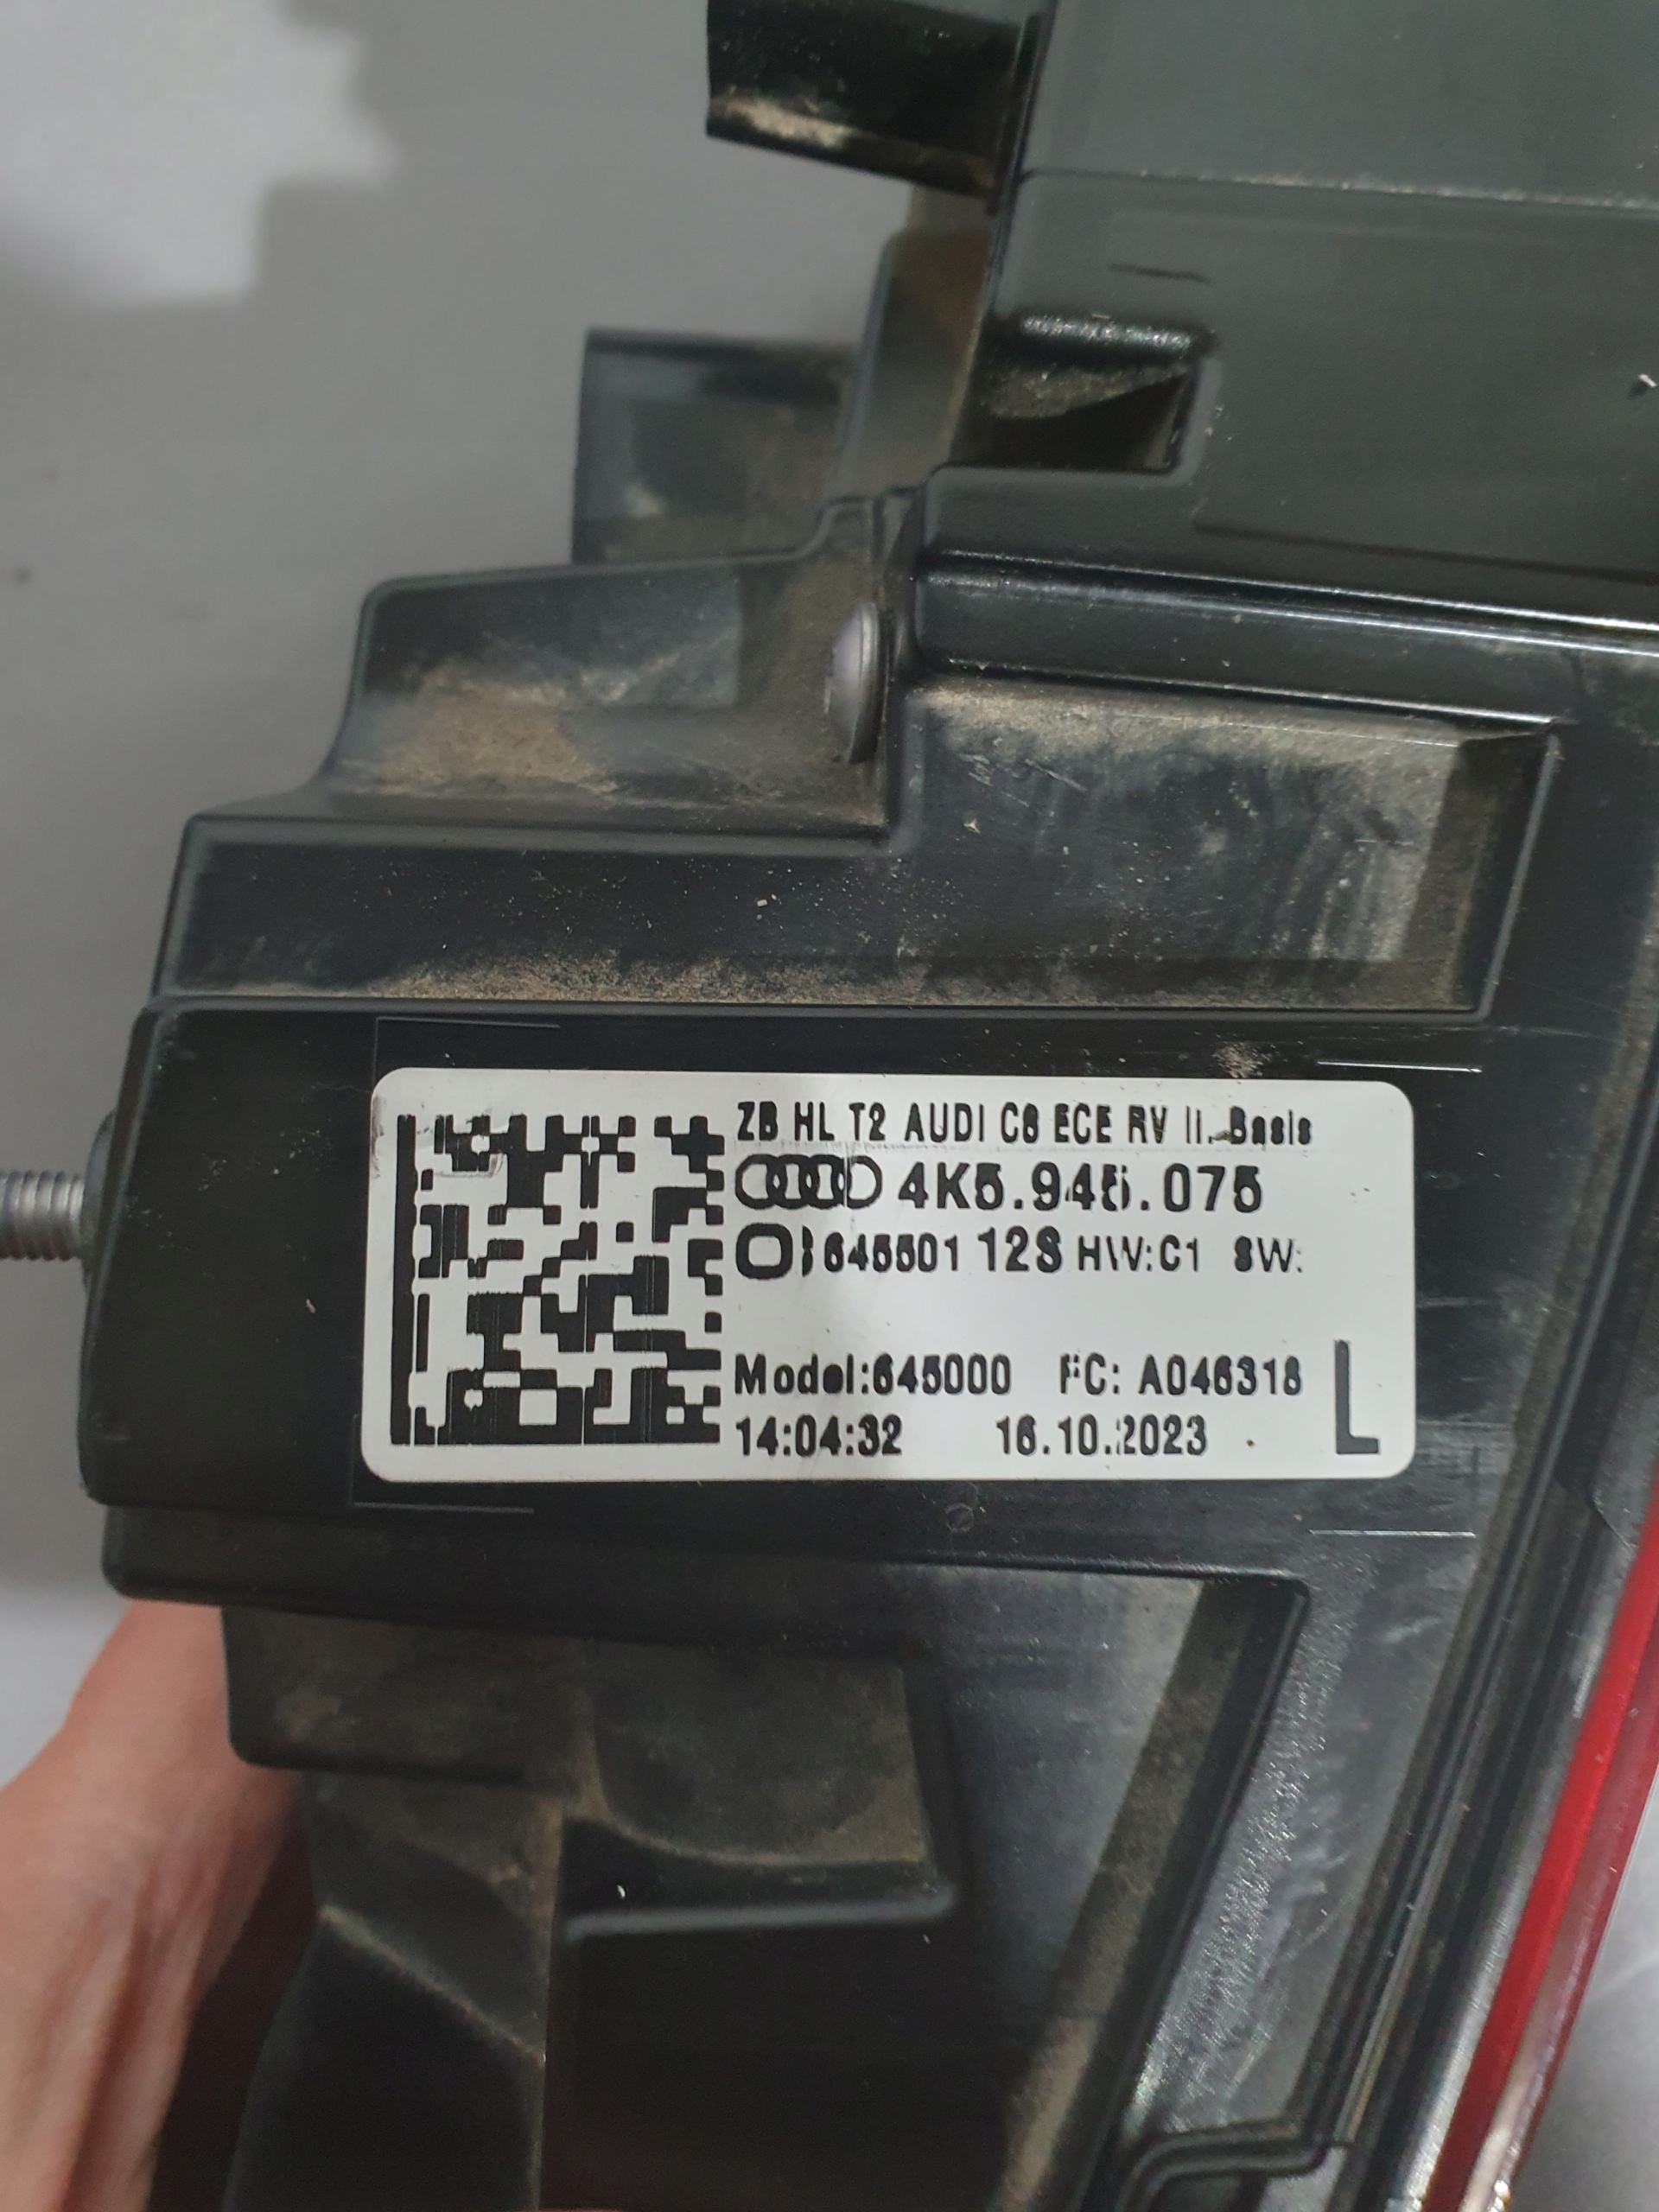 ZB HL T2 AUDI C8 ECE RV li. Basis
4K5.945.075
645501 12S HW:C1 SW:
Model:645000 FC: A046318
14:04:32 16.10.2023
L